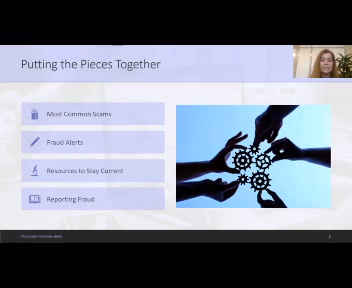 Putting the Pieces Together
Most Common Scams
Fraud Alerts
Resources to Stay Current
Reporting Fraud